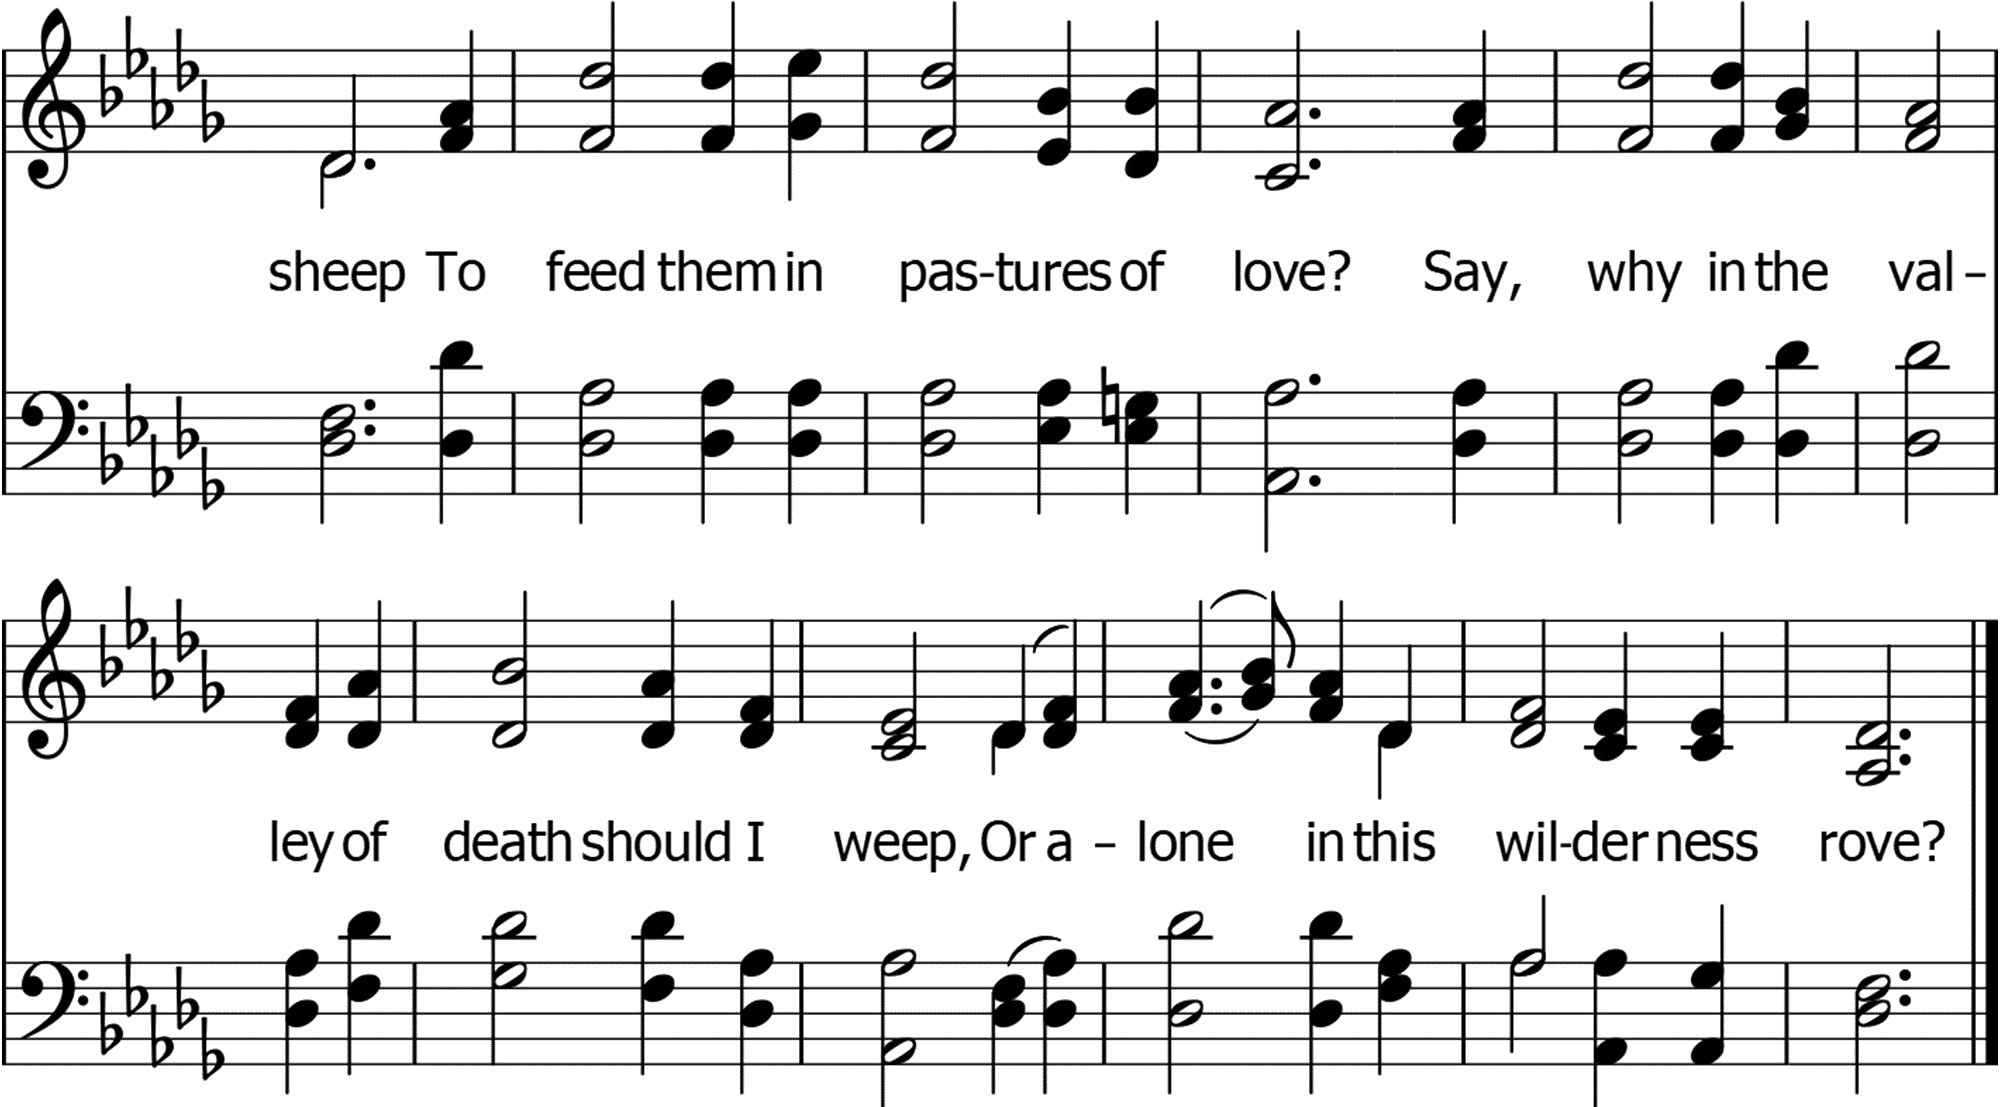 sheep To feed them in pas-tures of love? Say, why in the val-
ley of death should I weep, Or a - lone in this wil-der ness rove?